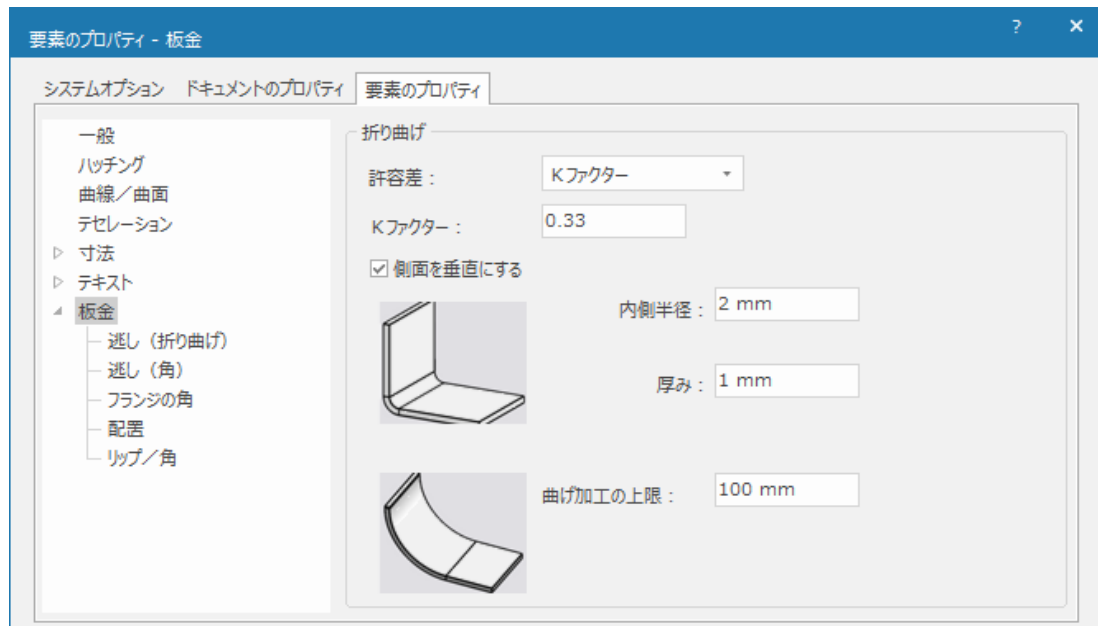 要素のプロパティ - 板金
? ×
システムオプション ドキュメントのプロパティ 要素のプロパティ
一般
ハッチング
曲線／曲面
テセレーション
寸法
テキスト
板金
逃し（折り曲げ）
逃し（角）
フランジの角
配置
リップ／角
折り曲げ
許容差： Kファクター
Kファクター： 0.33
側面を垂直にする
内側半径： 2 mm
厚み： 1 mm
曲げ加工の上限： 100 mm